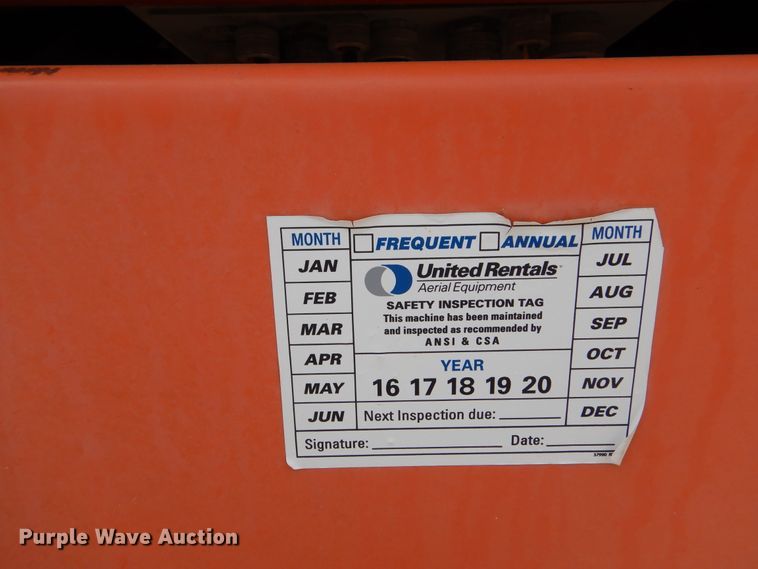 MONTH FREQUENT ANNUAL MONTH
JAN
FEB
MAR
APR
MAY
JUN
United Rentals
Aerial Equipment
SAFETY INSPECTION TAG
This machine has been maintained
and inspected as recommended by
ANSI & CSA
YEAR
16 17 18 19 20
Next Inspection due:
JUL
AUG
SEP
OCT
NOV
DEC
Signature: Date:
Purple Wave Auction